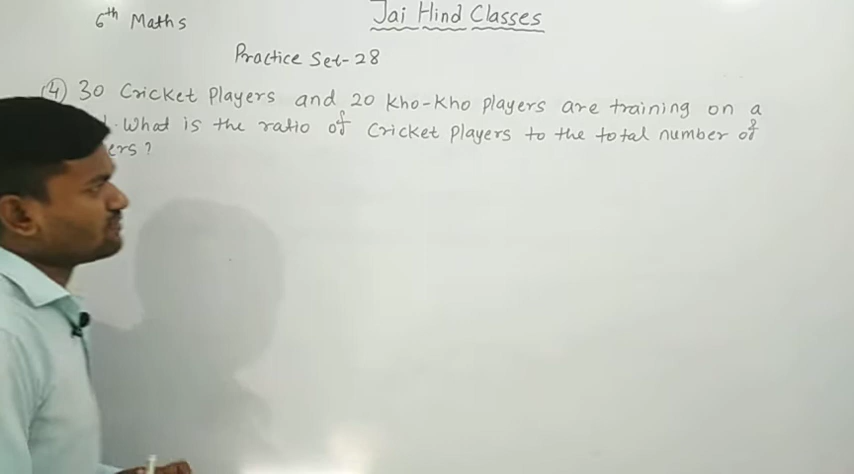 6th Maths
Jai Hind Classes
Practice Set-28
(4) 30 Cricket Players and 20 kho-kho players are training on a
What is the ratio of Cricket players to the total number of
ers?